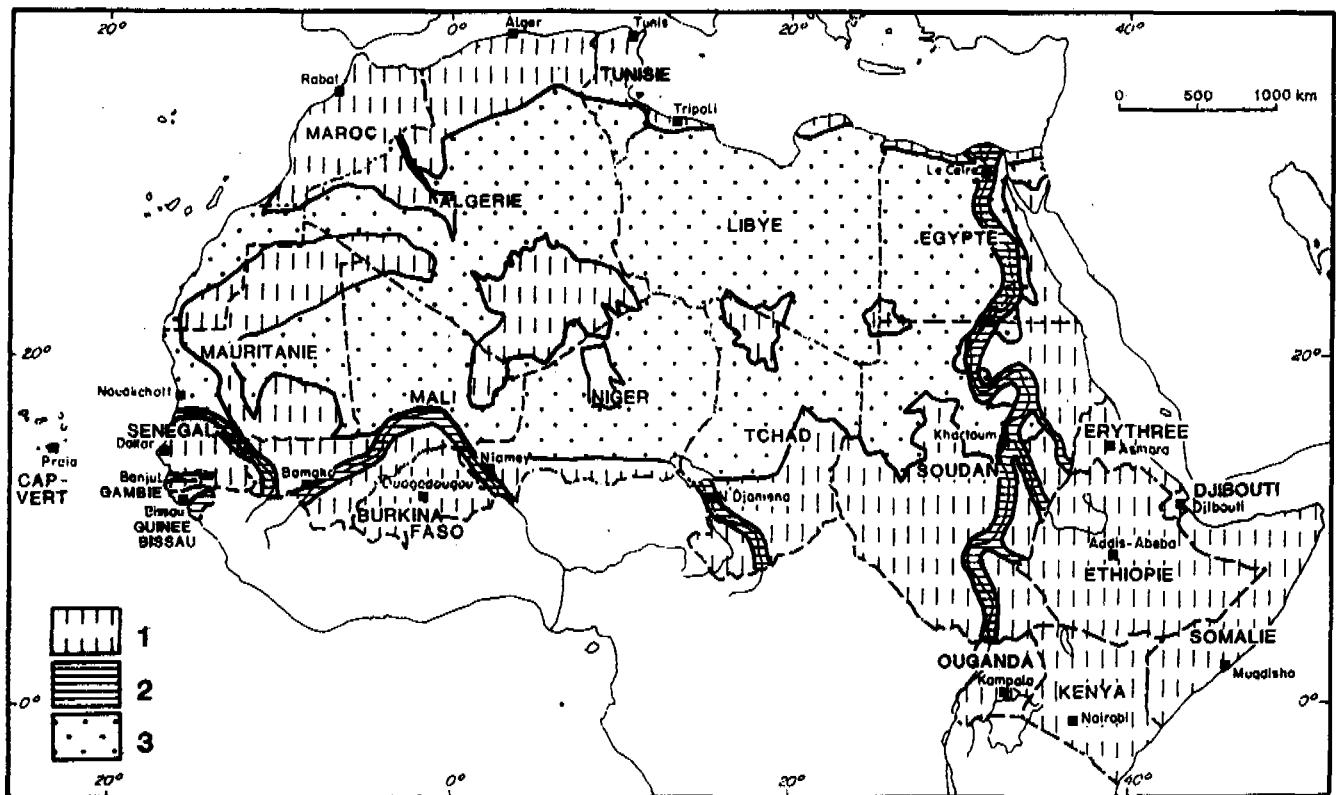 20°
0°
20°
40°
Alger
Tunis
TUNISIE
Rabat
Tripoli
0 500 1000 km
MAROC
Le Caire
ALGERIE
LIBYE
EGYPTE
20°
MAURITANIE
20°
Nouakchott
MALI
NIGER
TCHAD
Khartoum
ERYTHREE
Asmara
SENEGAL
Dakar
Praia
CAP-
VERT
Banjul
GAMBIE
Bissau
GUINEE
BISSAU
Bamako
Niamey
Ouagadougou
BURKINA
FASO
N'Djamena
SOUDAN
DJIBOUTI
Djibouti
Addis-Abeba
ETHIOPIE
1
2
3
SOMALIE
Muqdisho
OUGANDA
Kampala
KENYA
Nairobi
0°
0°
20°
0°
20°
40°